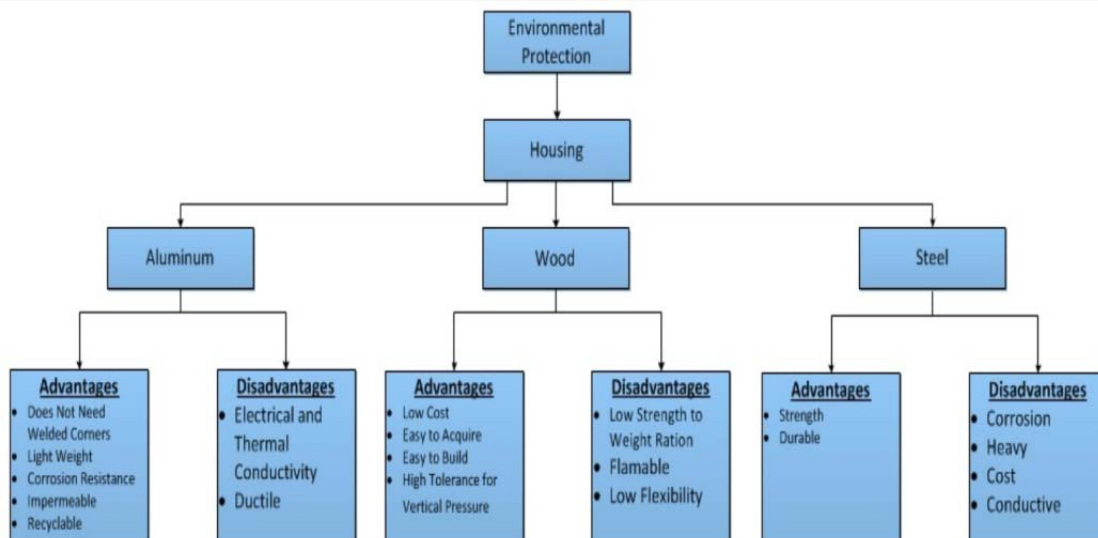 Environmental
Protection
Housing
Aluminum
Wood
Steel
Advantages
• Does Not Need
Welded Corners
• Light Weight
• Corrosion Resistance
• Impermeable
• Recyclable
Disadvantages
• Electrical and
Thermal
Conductivity
• Ductile
Advantages
• Low Cost
• Easy to Acquire
• Easy to Build
• High Tolerance for
Vertical Pressure
Disadvantages
• Low Strength to
Weight Ration
• Flamable
• Low Flexibility
Advantages
• Strength
• Durable
Disadvantages
• Corrosion
• Heavy
• Cost
• Conductive